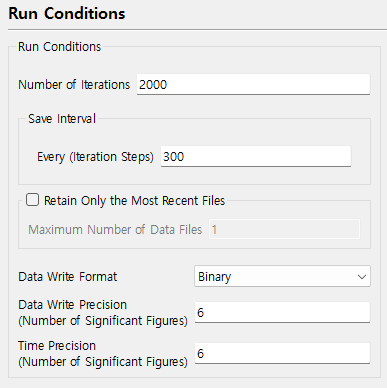 Run Conditions
Run Conditions
Number of Iterations 2000
Save Interval
Every (Iteration Steps) 300
Retain Only the Most Recent Files
Maximum Number of Data Files 1
Data Write Format Binary
Data Write Precision
(Number of Significant Figures) 6
Time Precision
(Number of Significant Figures) 6